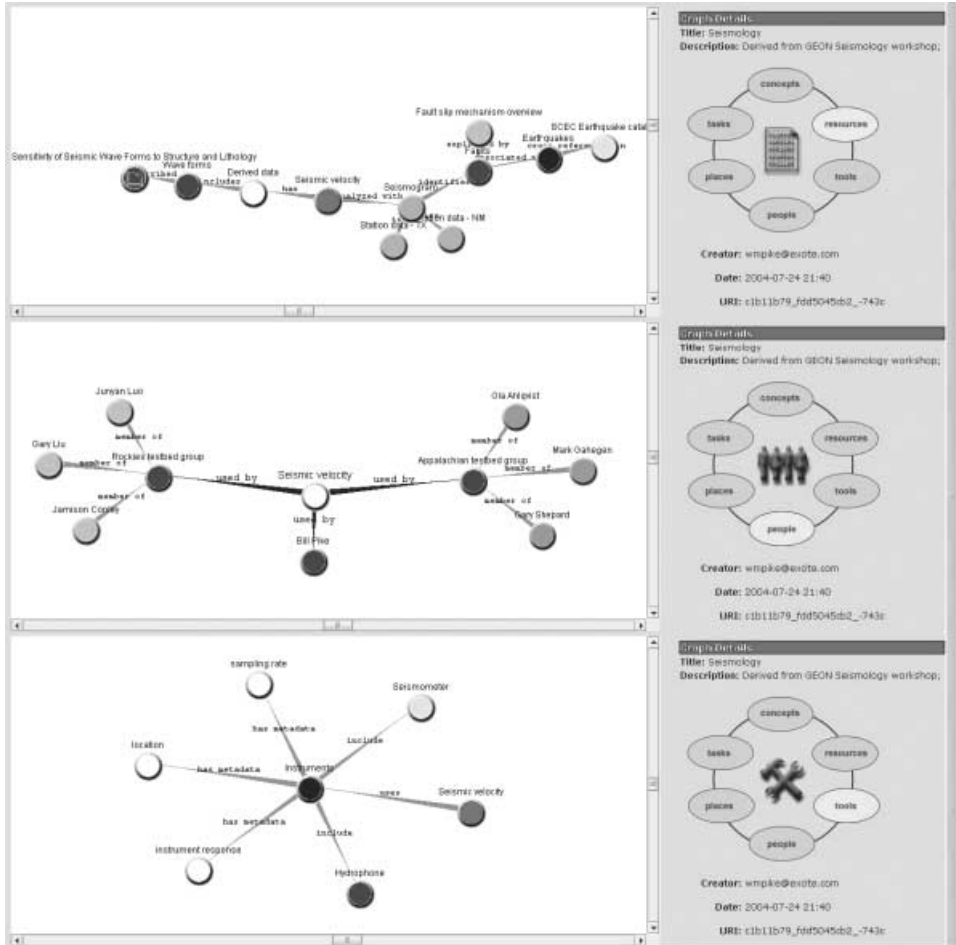 Graph Details
Title: Seismology
Description: Derived from GEON Seismology workshop;
concepts
tasks
resources
places
tools
people
Creator: wmpike@exote.com
Date: 2004-07-24 21:40
URI: c1b11b79_fdd5045cb2_-743c
Fault slip mechanism overview
SCEC Earthquake catal
Earthquakes
Faults
Sensitivity of Seismic Wave Forms to Structure and Lithology
Wave forms
Derived data
has
Seismic velocity
Seismogram
Station data - TX
Graph Details
Title: Seismology
Description: Derived from GEON Seismology workshop;
concepts
tasks
resources
places
tools
people
Creator: wmpike@exote.com
Date: 2004-07-24 21:40
URI: c1b11b79_fdd5045cb2_-743c
Junyan Luo
Ola Ahlqvist
member of
member of
Gary Liu
Rockies testbed group
Appalachian testbed group
Mark Gahegan
member of
member of
used by
Seismic velocity
used by
member of
member of
Jamison Conley
used by
Gary Shepard
Bill Pike
Graph Details
Title: Seismology
Description: Derived from GEON Seismology workshop;
concepts
tasks
resources
places
tools
people
Creator: wmpike@exote.com
Date: 2004-07-24 21:40
URI: c1b11b79_fdd5045cb2_-743c
sampling rate
Seismometer
has metadata
include
location
has metadata
Instruments
uses
Seismic velocity
has metadata
include
instrument response
Hydrophone